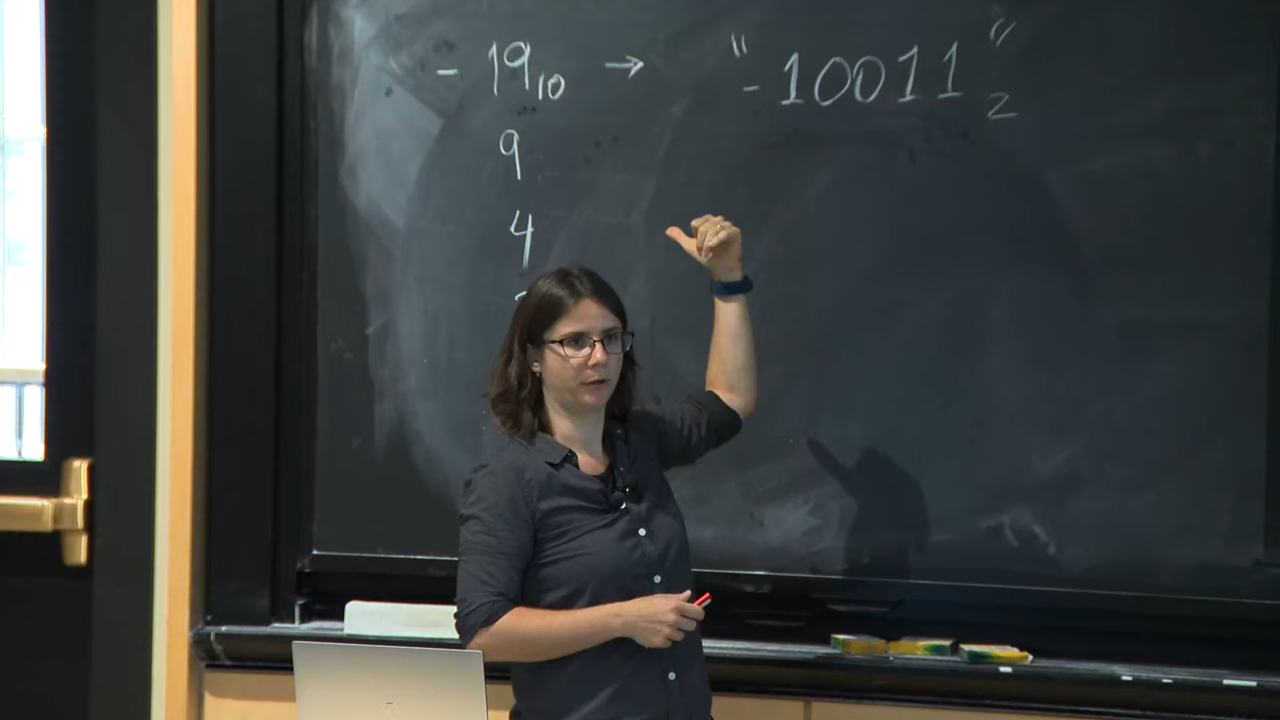 - 19₁₀ → "-10011"₂
9
4